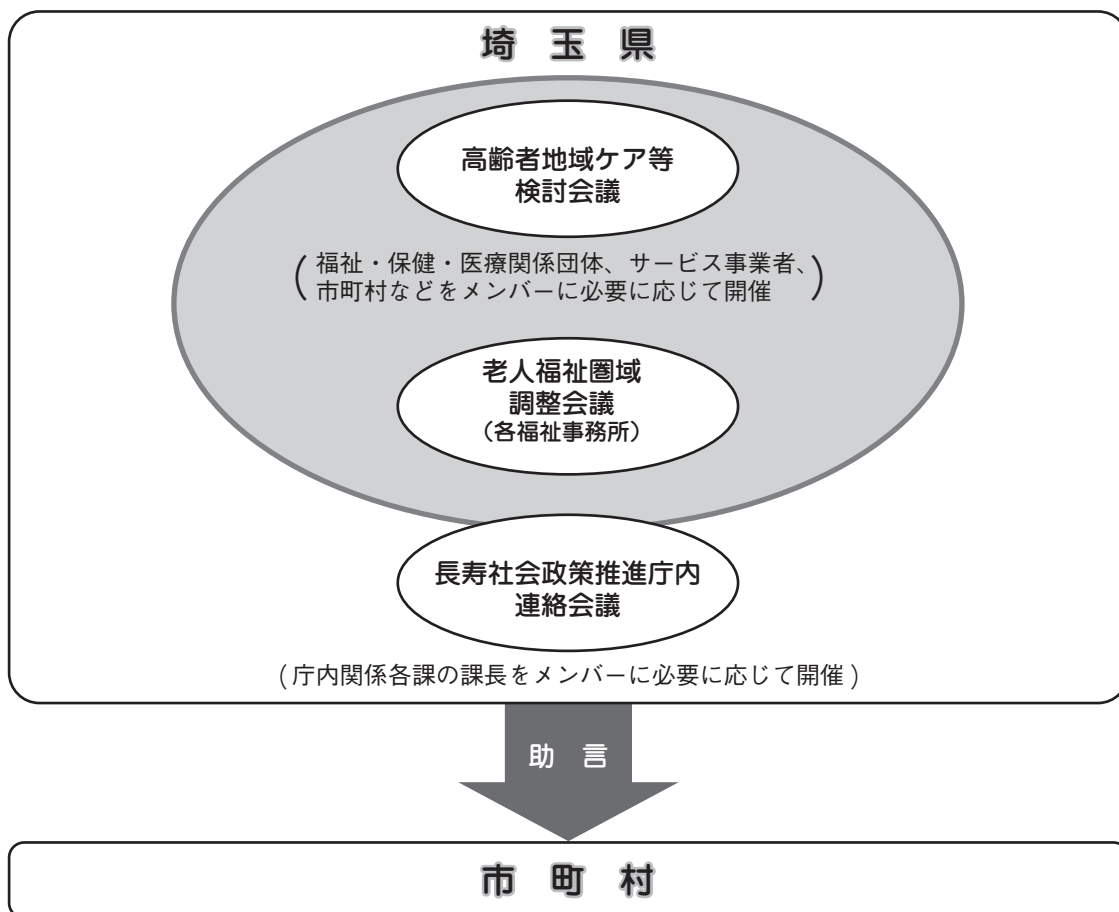 埼 玉 県
高齢者地域ケア等
検討会議
(福祉・保健・医療関係団体、サービス事業者、
市町村などをメンバーに必要に応じて開催)
老人福祉圏域
調整会議
(各福祉事務所)
長寿社会政策推進庁内
連絡会議
(庁内関係各課の課長をメンバーに必要に応じて開催)
助 言
市 町 村